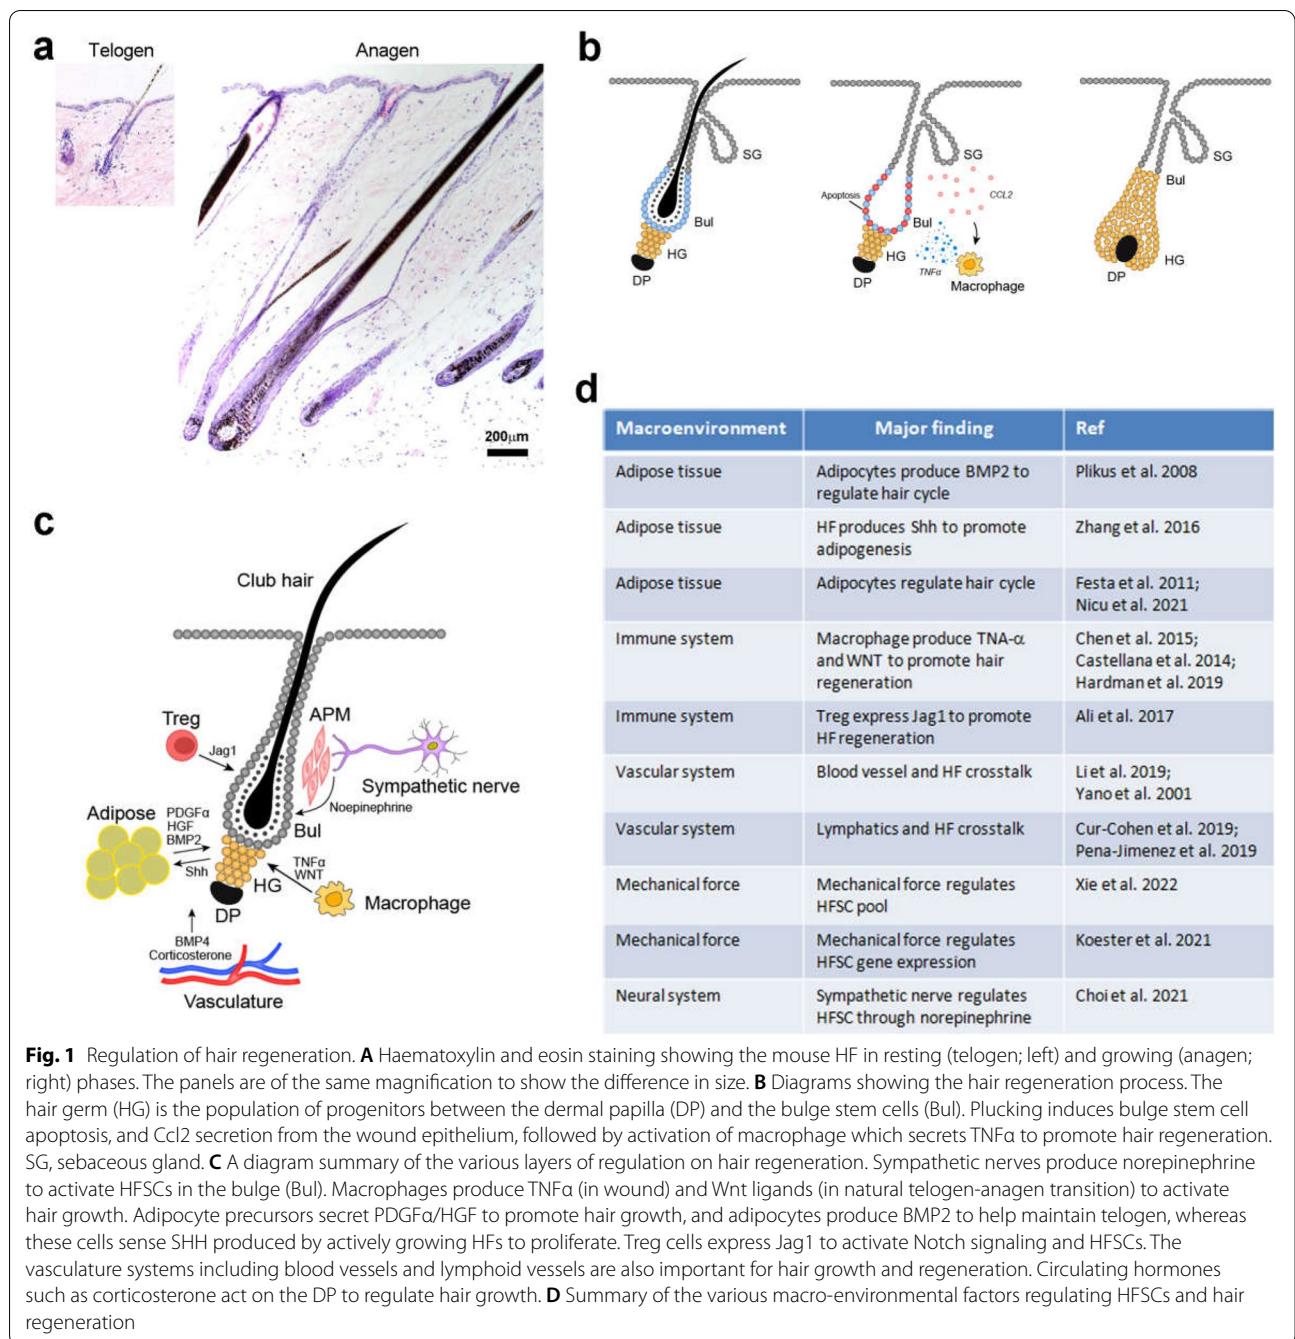 a
Telogen
Anagen
200μm
b
SG
Bul
HG
DP
Apoptosis
SG
CCL2
Bul
HG
TNFα
DP
Macrophage
SG
Bul
HG
DP
c
Club hair
Treg
Jag1
APM
Sympathetic nerve
Noepinephrine
Adipose
PDGFα
HGF
BMP2
Shh
Bul
HG
DP
TNFα
WNT
Macrophage
BMP4
Corticosterone
Vasculature
d
Macroenvironment Major finding Ref
Adipose tissue Adipocytes produce BMP2 to Plikus et al. 2008
regulate hair cycle
Adipose tissue HF produces Shh to promote Zhang et al. 2016
adipogenesis
Adipose tissue Adipocytes regulate hair cycle Festa et al. 2011;
Nicu et al. 2021
Immune system Macrophage produce TNA-α Chen et al. 2015;
and WNT to promote hair Castellana et al. 2014;
regeneration Hardman et al. 2019
Immune system Treg express Jag1 to promote Ali et al. 2017
HF regeneration
Vascular system Blood vessel and HF crosstalk Li et al. 2019;
Yano et al. 2001
Vascular system Lymphatics and HF crosstalk Cur-Cohen et al. 2019;
Pena-Jimenez et al. 2019
Mechanical force Mechanical force regulates Xie et al. 2022
HFSC pool
Mechanical force Mechanical force regulates Koester et al. 2021
HFSC gene expression
Neural system Sympathetic nerve regulates Choi et al. 2021
HFSC through norepinephrine
Fig. 1 Regulation of hair regeneration. A Haematoxylin and eosin staining showing the mouse HF in resting (telogen; left) and growing (anagen;
right) phases. The panels are of the same magnification to show the difference in size. B Diagrams showing the hair regeneration process. The
hair germ (HG) is the population of progenitors between the dermal papilla (DP) and the bulge stem cells (Bul). Plucking induces bulge stem cell
apoptosis, and Ccl2 secretion from the wound epithelium, followed by activation of macrophage which secrets TNFα to promote hair regeneration.
SG, sebaceous gland. C A diagram summary of the various layers of regulation on hair regeneration. Sympathetic nerves produce norepinephrine
to activate HFSCs in the bulge (Bul). Macrophages produce TNFα (in wound) and Wnt ligands (in natural telogen-anagen transition) to activate
hair growth. Adipocyte precursors secret PDGFα/HGF to promote hair growth, and adipocytes produce BMP2 to help maintain telogen, whereas
these cells sense SHH produced by actively growing HFs to proliferate. Treg cells express Jag1 to activate Notch signaling and HFSCs. The
vasculature systems including blood vessels and lymphoid vessels are also important for hair growth and regeneration. Circulating hormones
such as corticosterone act on the DP to regulate hair growth. D Summary of the various macro-environmental factors regulating HFSCs and hair
regeneration